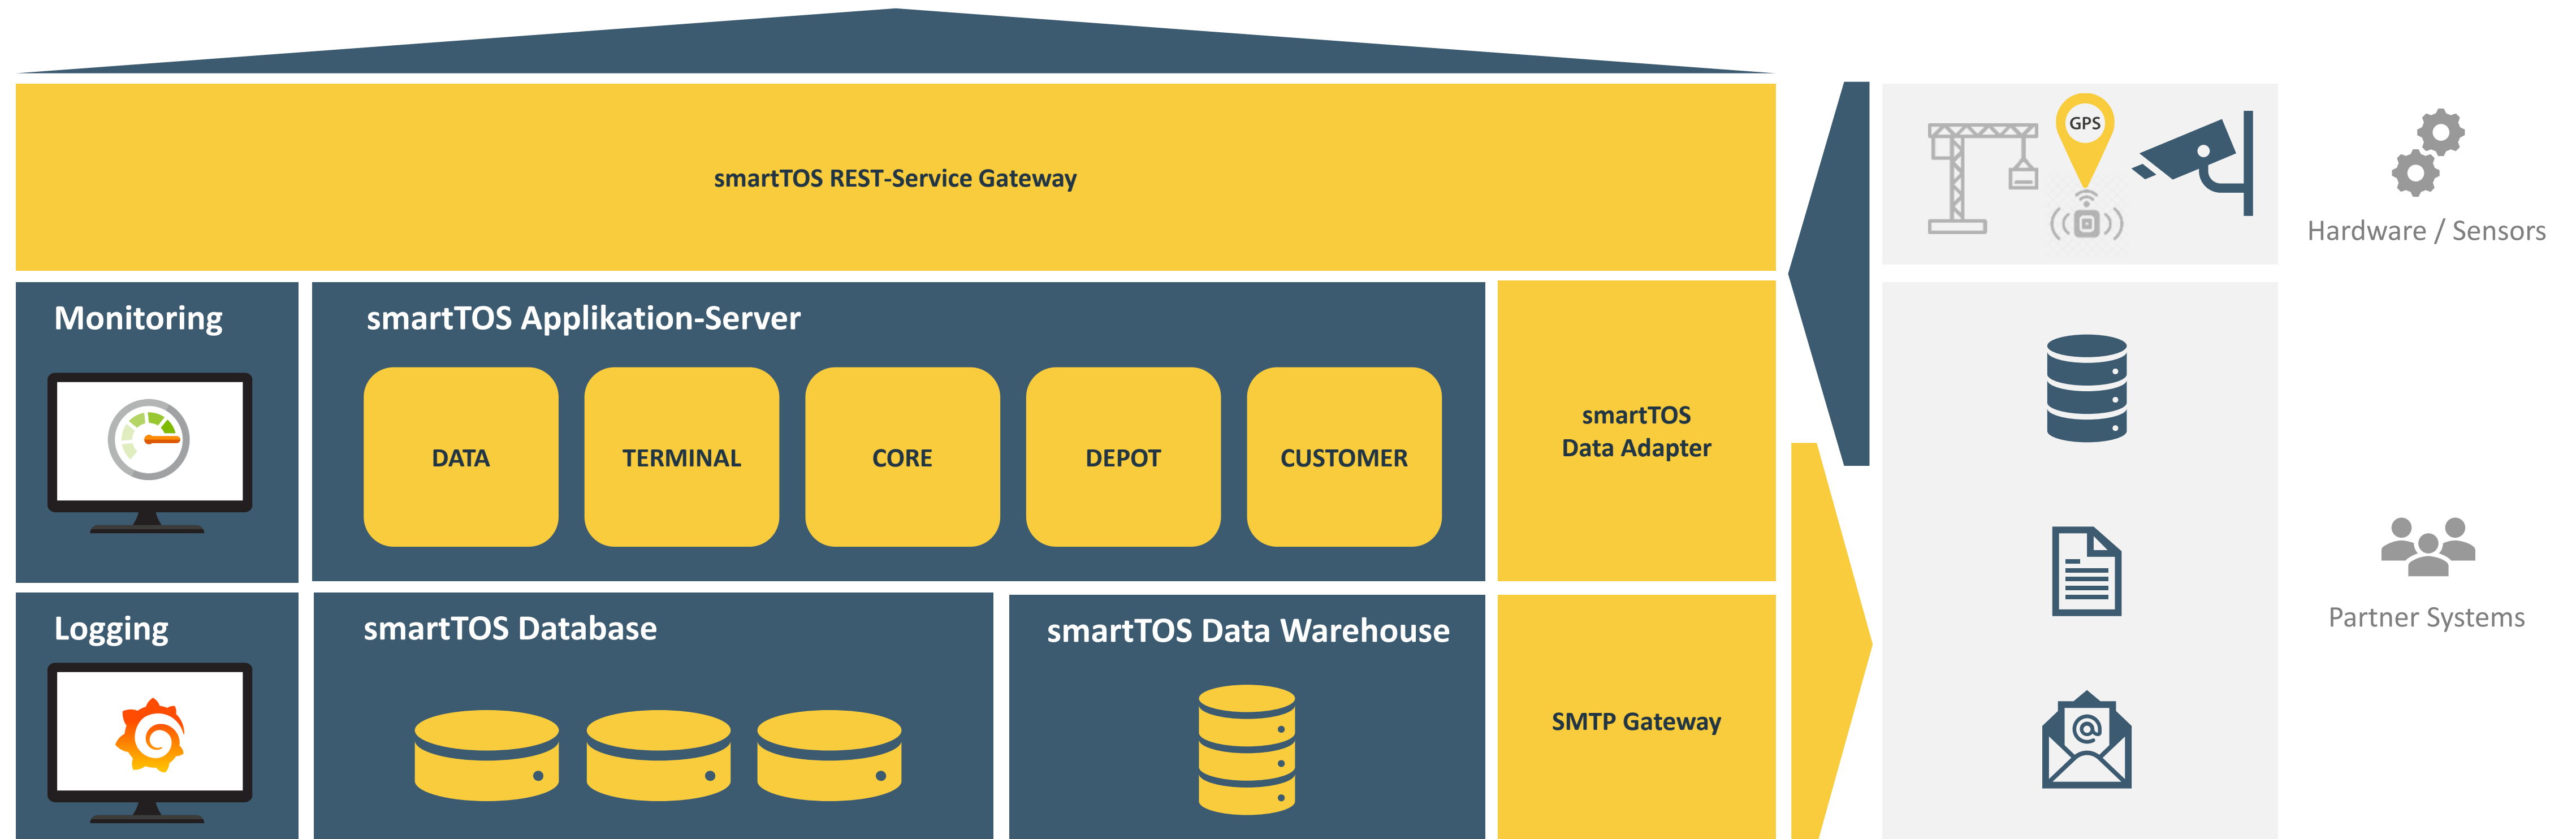 smartTOS REST-Service Gateway
GPS
Hardware / Sensors
Monitoring
smartTOS Applikation-Server
DATA
TERMINAL
CORE
DEPOT
CUSTOMER
smartTOS
Data Adapter
Logging
smartTOS Database
smartTOS Data Warehouse
SMTP Gateway
@
Partner Systems